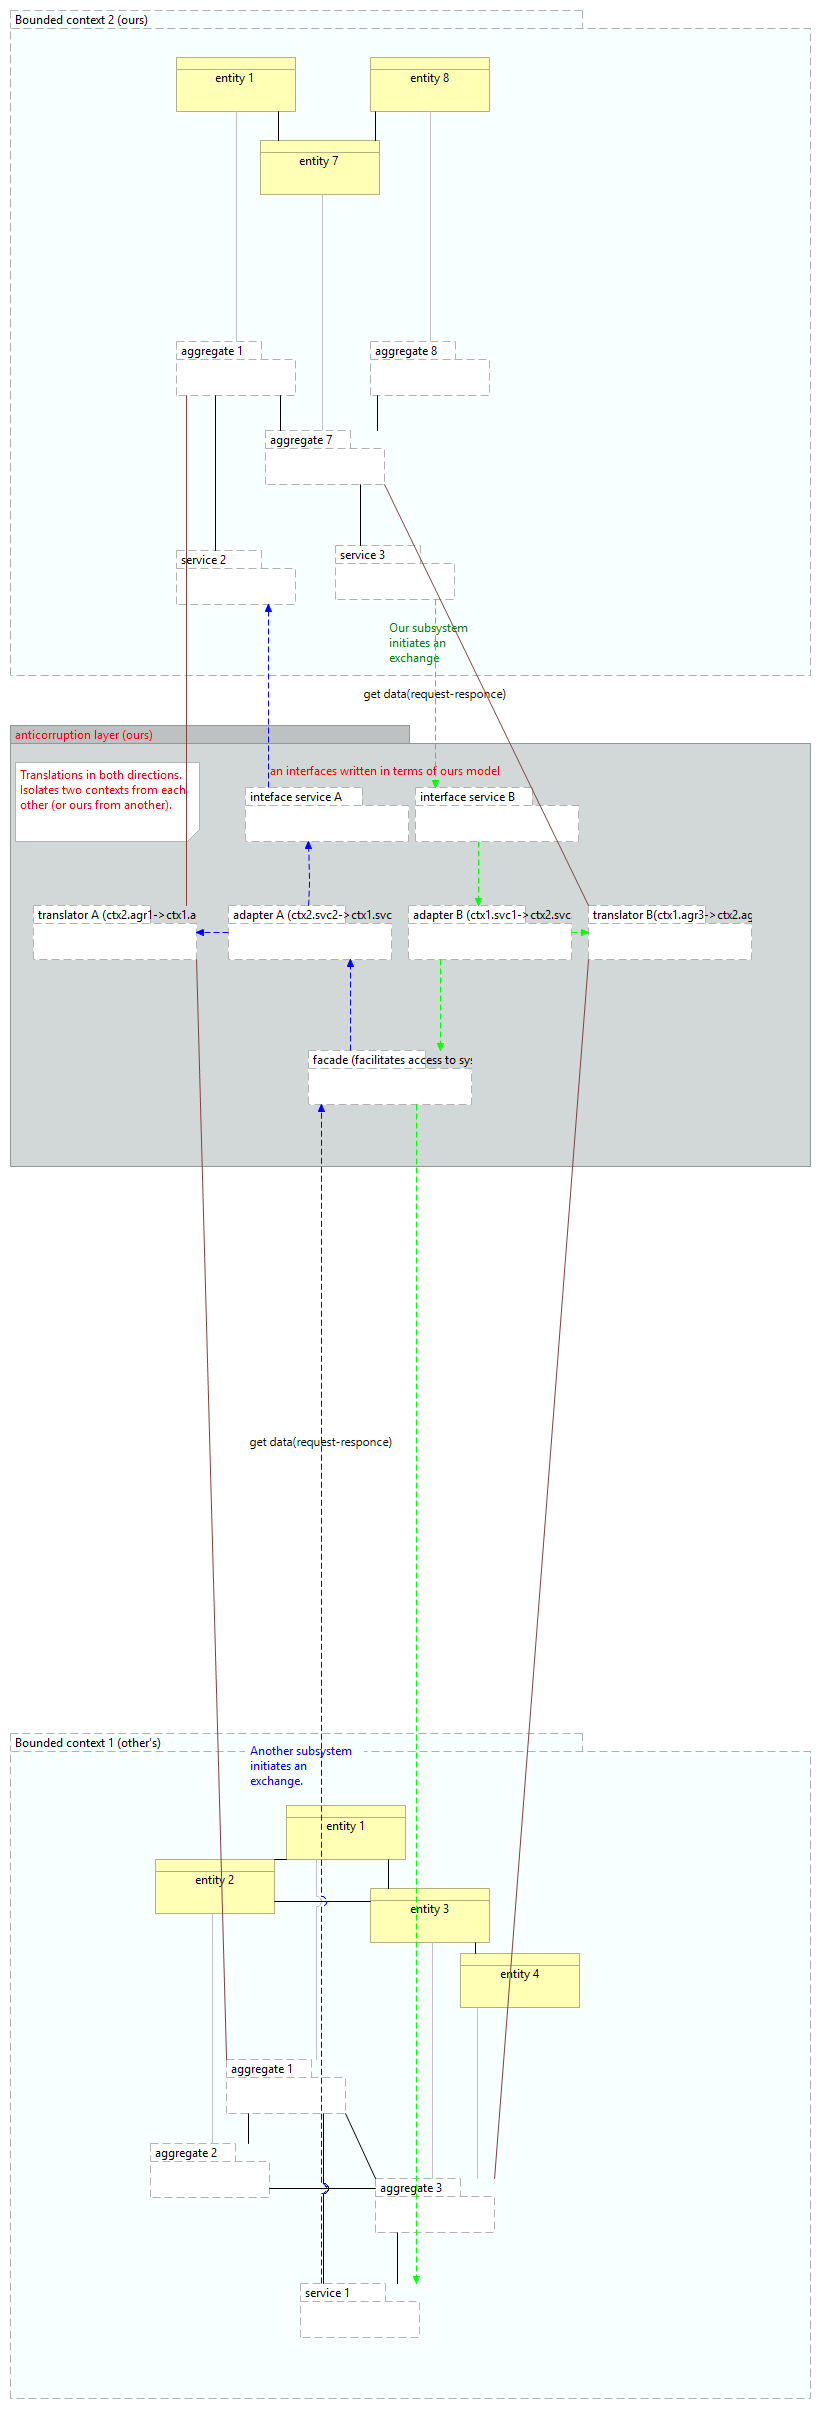 Bounded context 2 (ours)
entity 1
entity 8
entity 7
aggregate 1
aggregate 8
aggregate 7
service 2
service 3
Our subsystem
initiates an
exchange
get data(request-responce)
anticorruption layer (ours)
Translations in both directions.
Isolates two contexts from each
other (or ours from another).
an interfaces written in terms of ours model
inteface service A
interface service B
translator A (ctx2.agr1->ctx1.a
adapter A (ctx2.svc2->ctx1.svc
adapter B (ctx1.svc1->ctx2.svc
translator B(ctx1.agr3->ctx2.ag
facade (facilitates access to sys
get data(request-responce)
Bounded context 1 (other's)
Another subsystem
initiates an
exchange.
entity 1
entity 2
entity 3
entity 4
aggregate 1
aggregate 2
aggregate 3
service 1